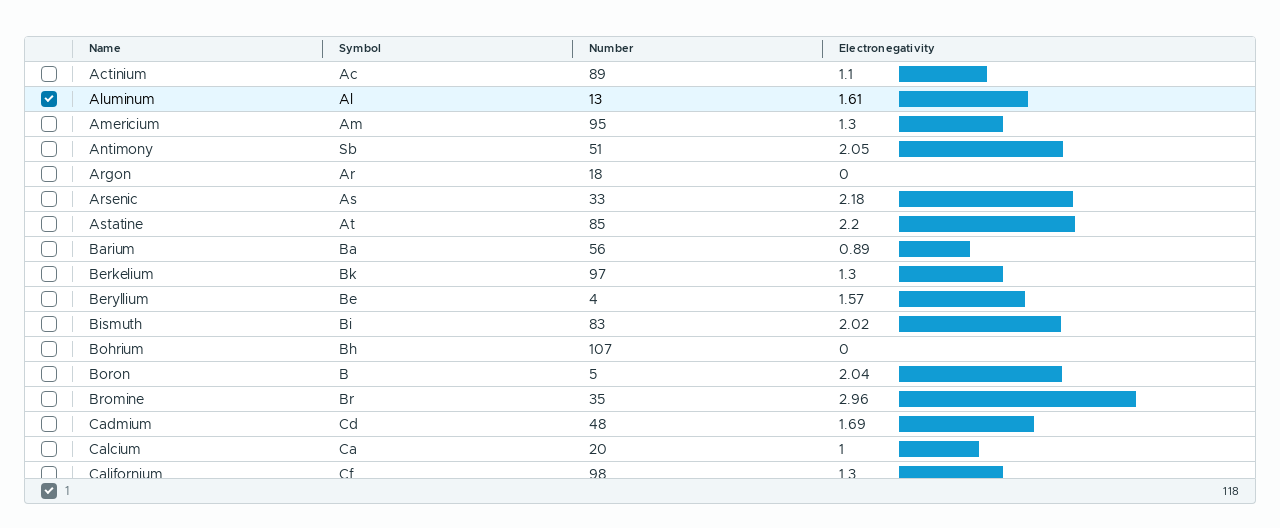 Name Symbol Number Electronegativity
Actinium Ac 89 1.1
Aluminum Al 13 1.61
Americium Am 95 1.3
Antimony Sb 51 2.05
Argon Ar 18 0
Arsenic As 33 2.18
Astatine At 85 2.2
Barium Ba 56 0.89
Berkelium Bk 97 1.3
Beryllium Be 4 1.57
Bismuth Bi 83 2.02
Bohrium Bh 107 0
Boron B 5 2.04
Bromine Br 35 2.96
Cadmium Cd 48 1.69
Calcium Ca 20 1
Californium Cf 98 1.3
1 118